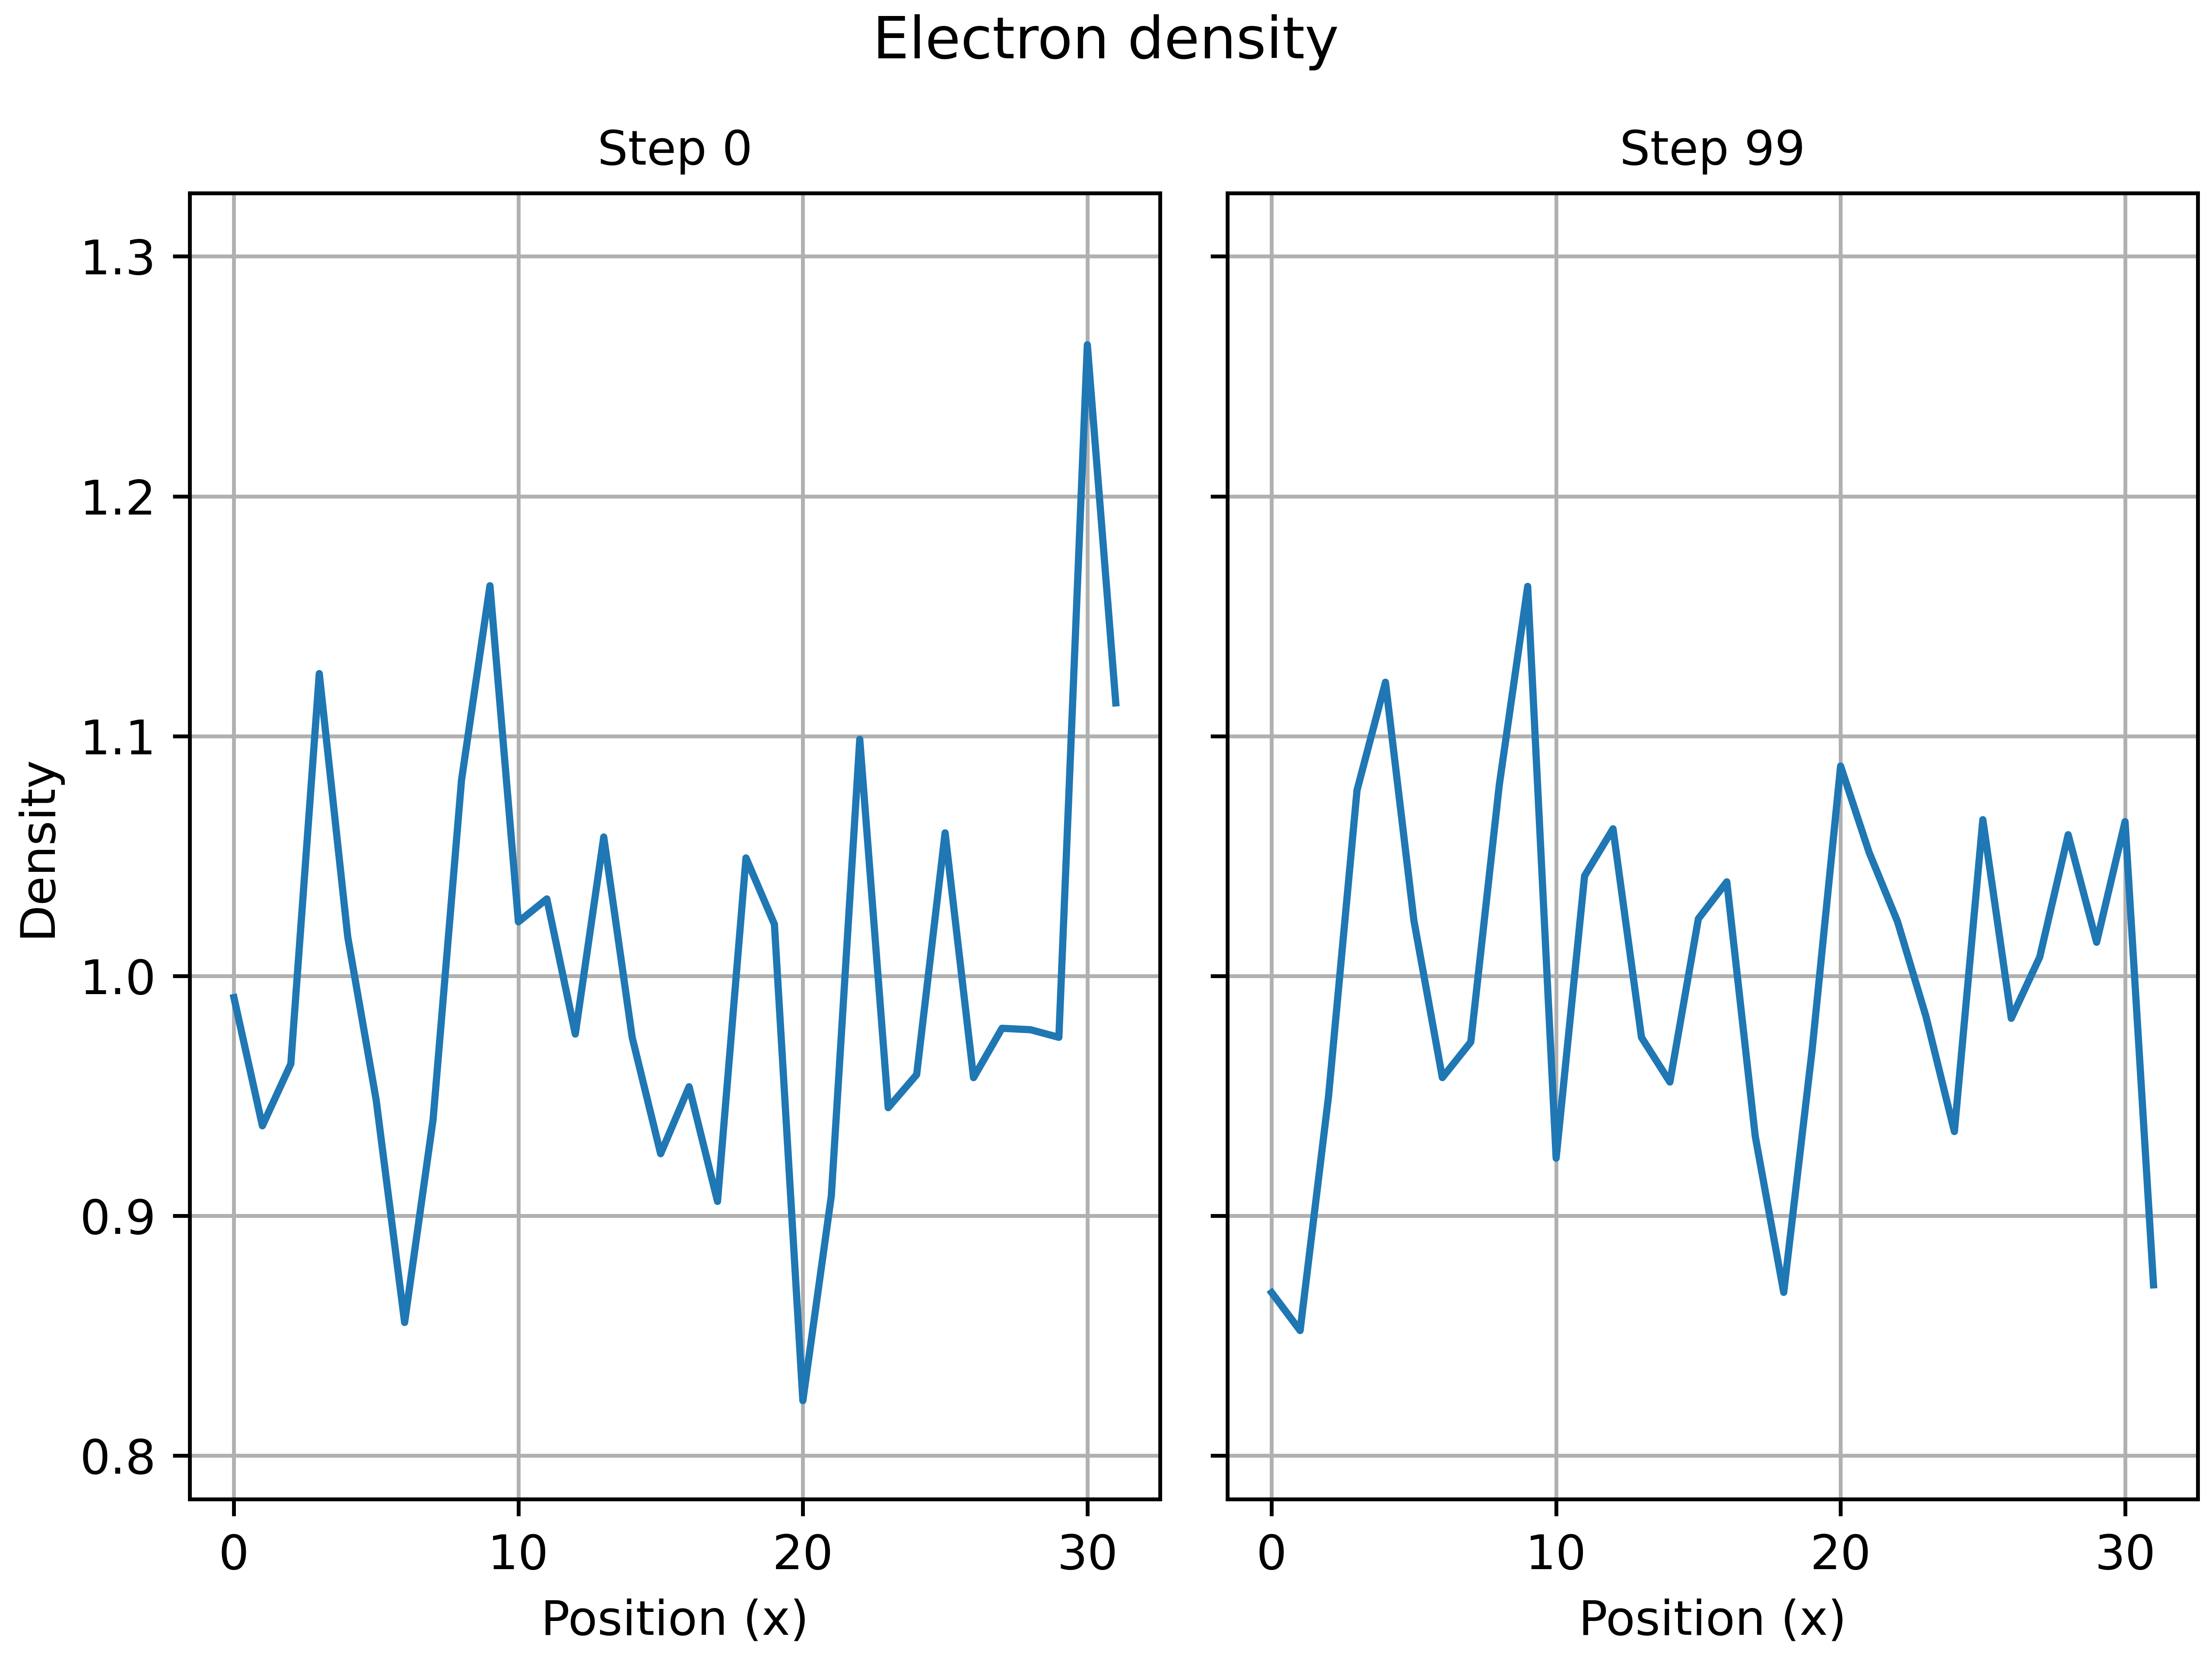 Electron density
Step 0
Step 99
Density
1.3
1.2
1.1
1.0
0.9
0.8
0 10 20 30
0 10 20 30
Position (x)
Position (x)